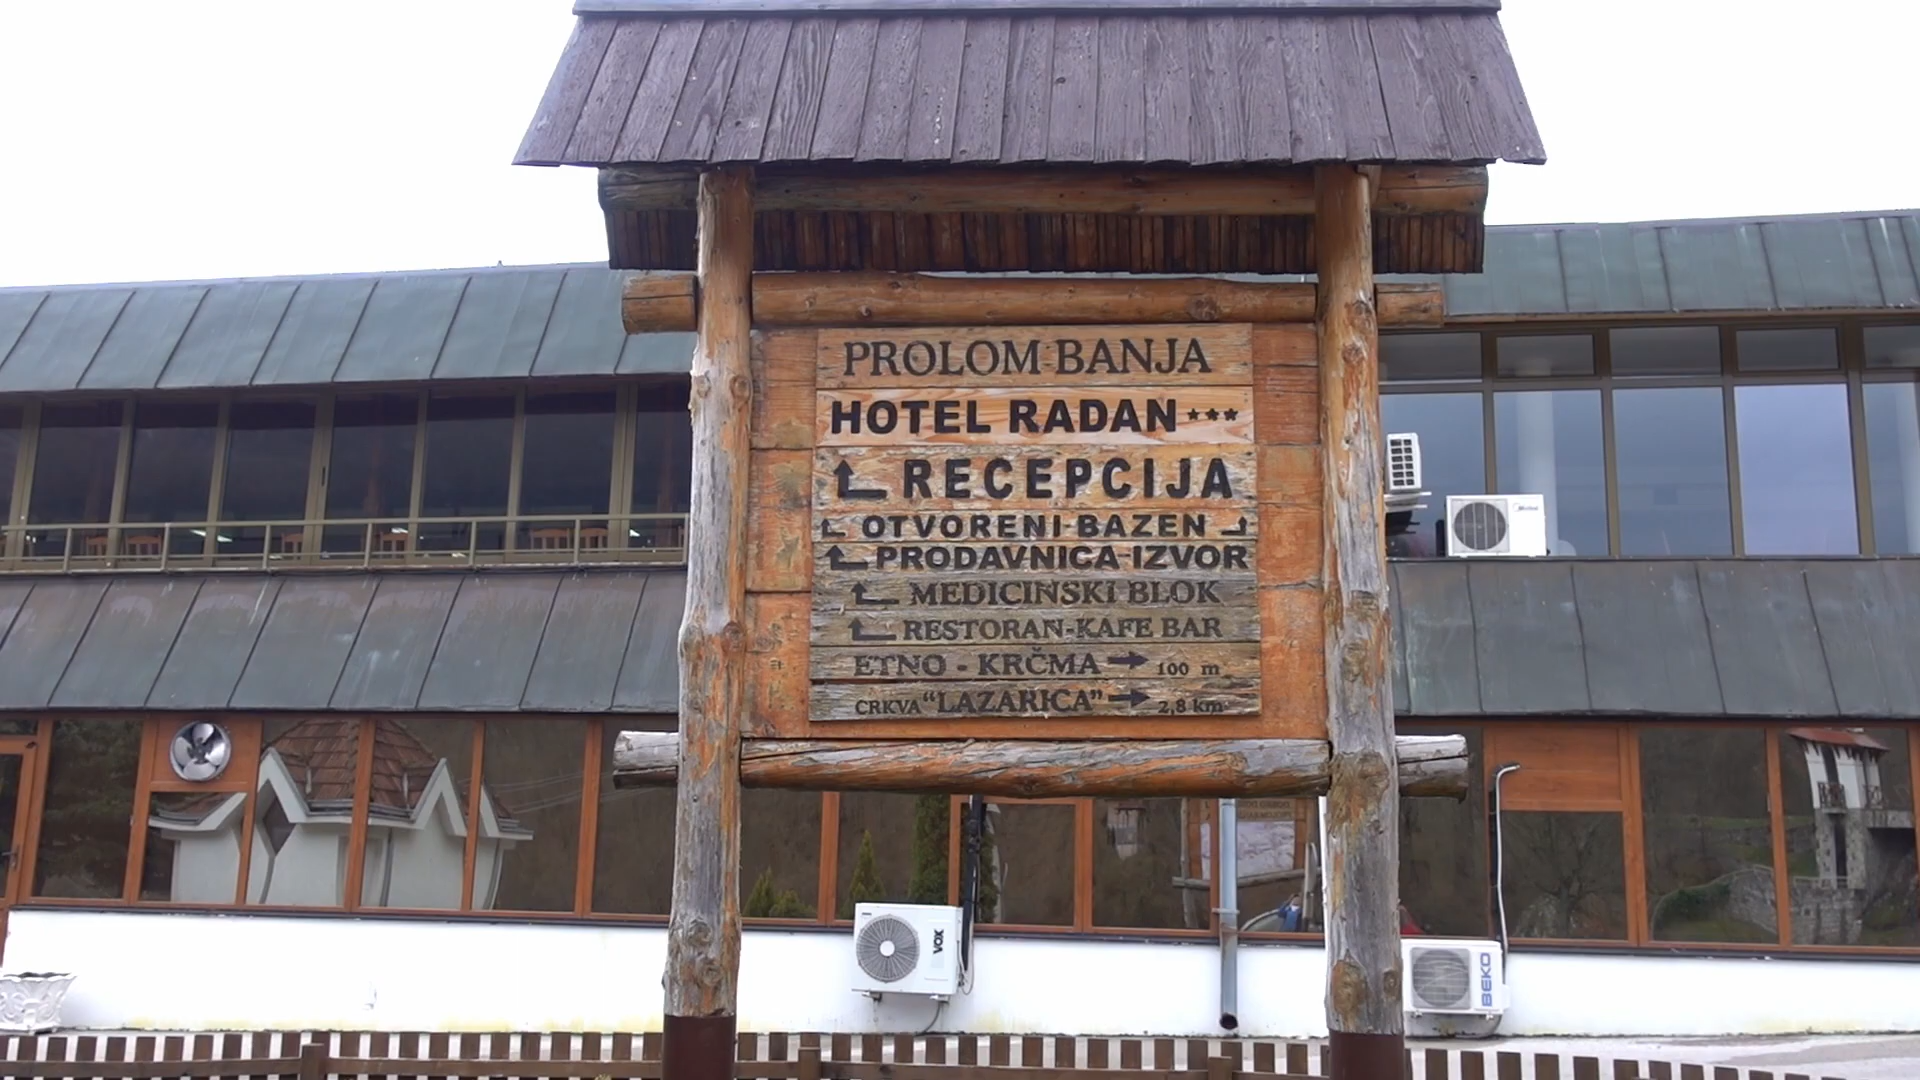 PROLOM BANJA
HOTEL RADAN ***
RECEPCIJA
OTVORENI BAZEN
PRODAVNICA-IZVOR
MEDICINSKI BLOK
RESTORAN-KAFE BAR
ETNO - KRČMA 100 m
CRKVA "LAZARICA" 2,8 km
Midea
VOX
BEKO